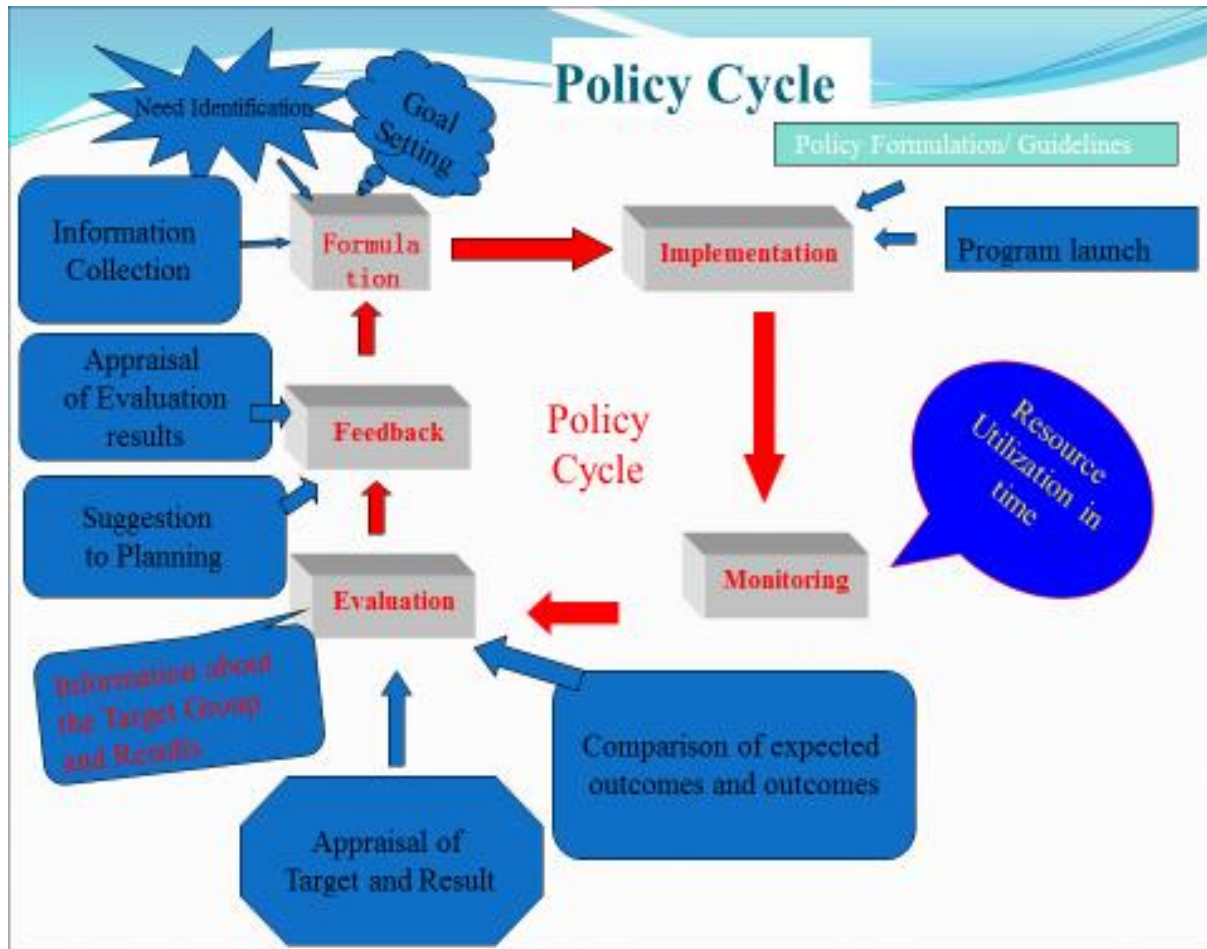 Policy Cycle
Need Identification
Goal
Setting
Policy Formulation/ Guidelines
Information
Collection
Formula
tion
Implementation
Program launch
Appraisal
of Evaluation
results
Feedback
Policy
Cycle
Resource
Utilization in
time
Suggestion
to Planning
Evaluation
Monitoring
Information about
the Target Group
and Results
Comparison of expected
outcomes and outcomes
Appraisal of
Target and Result